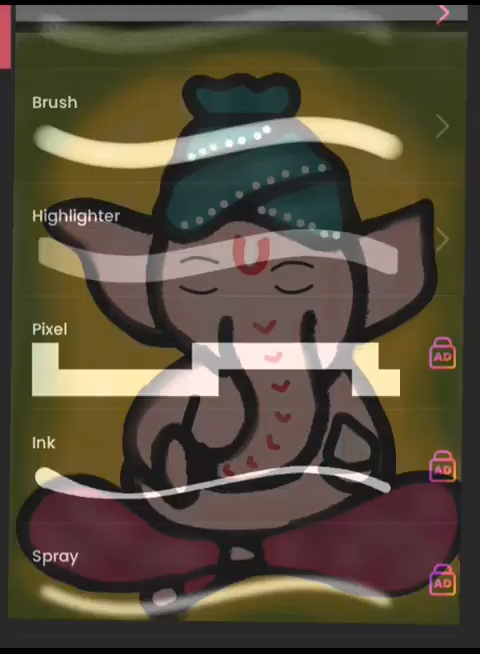 Brush
Highlighter
Pixel
AD
Ink
AD
Spray
AD